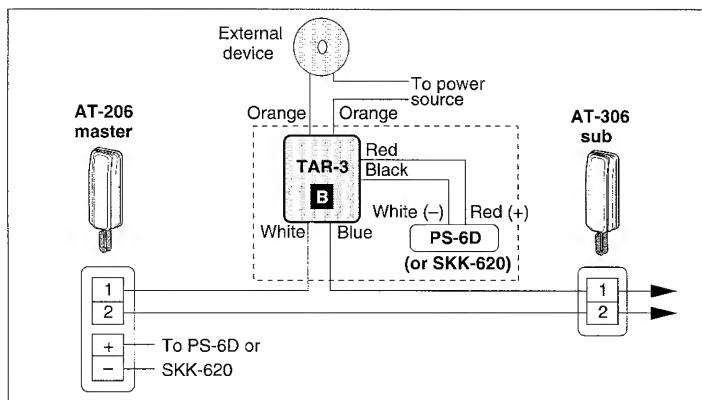 External
device
To power
source
Orange
Orange
AT-206
master
AT-306
sub
TAR-3
B
Red
Black
White (–)
Red (+)
White
Blue
PS-6D
(or SKK-620)
1
2
+
–
To PS-6D or
SKK-620
1
2